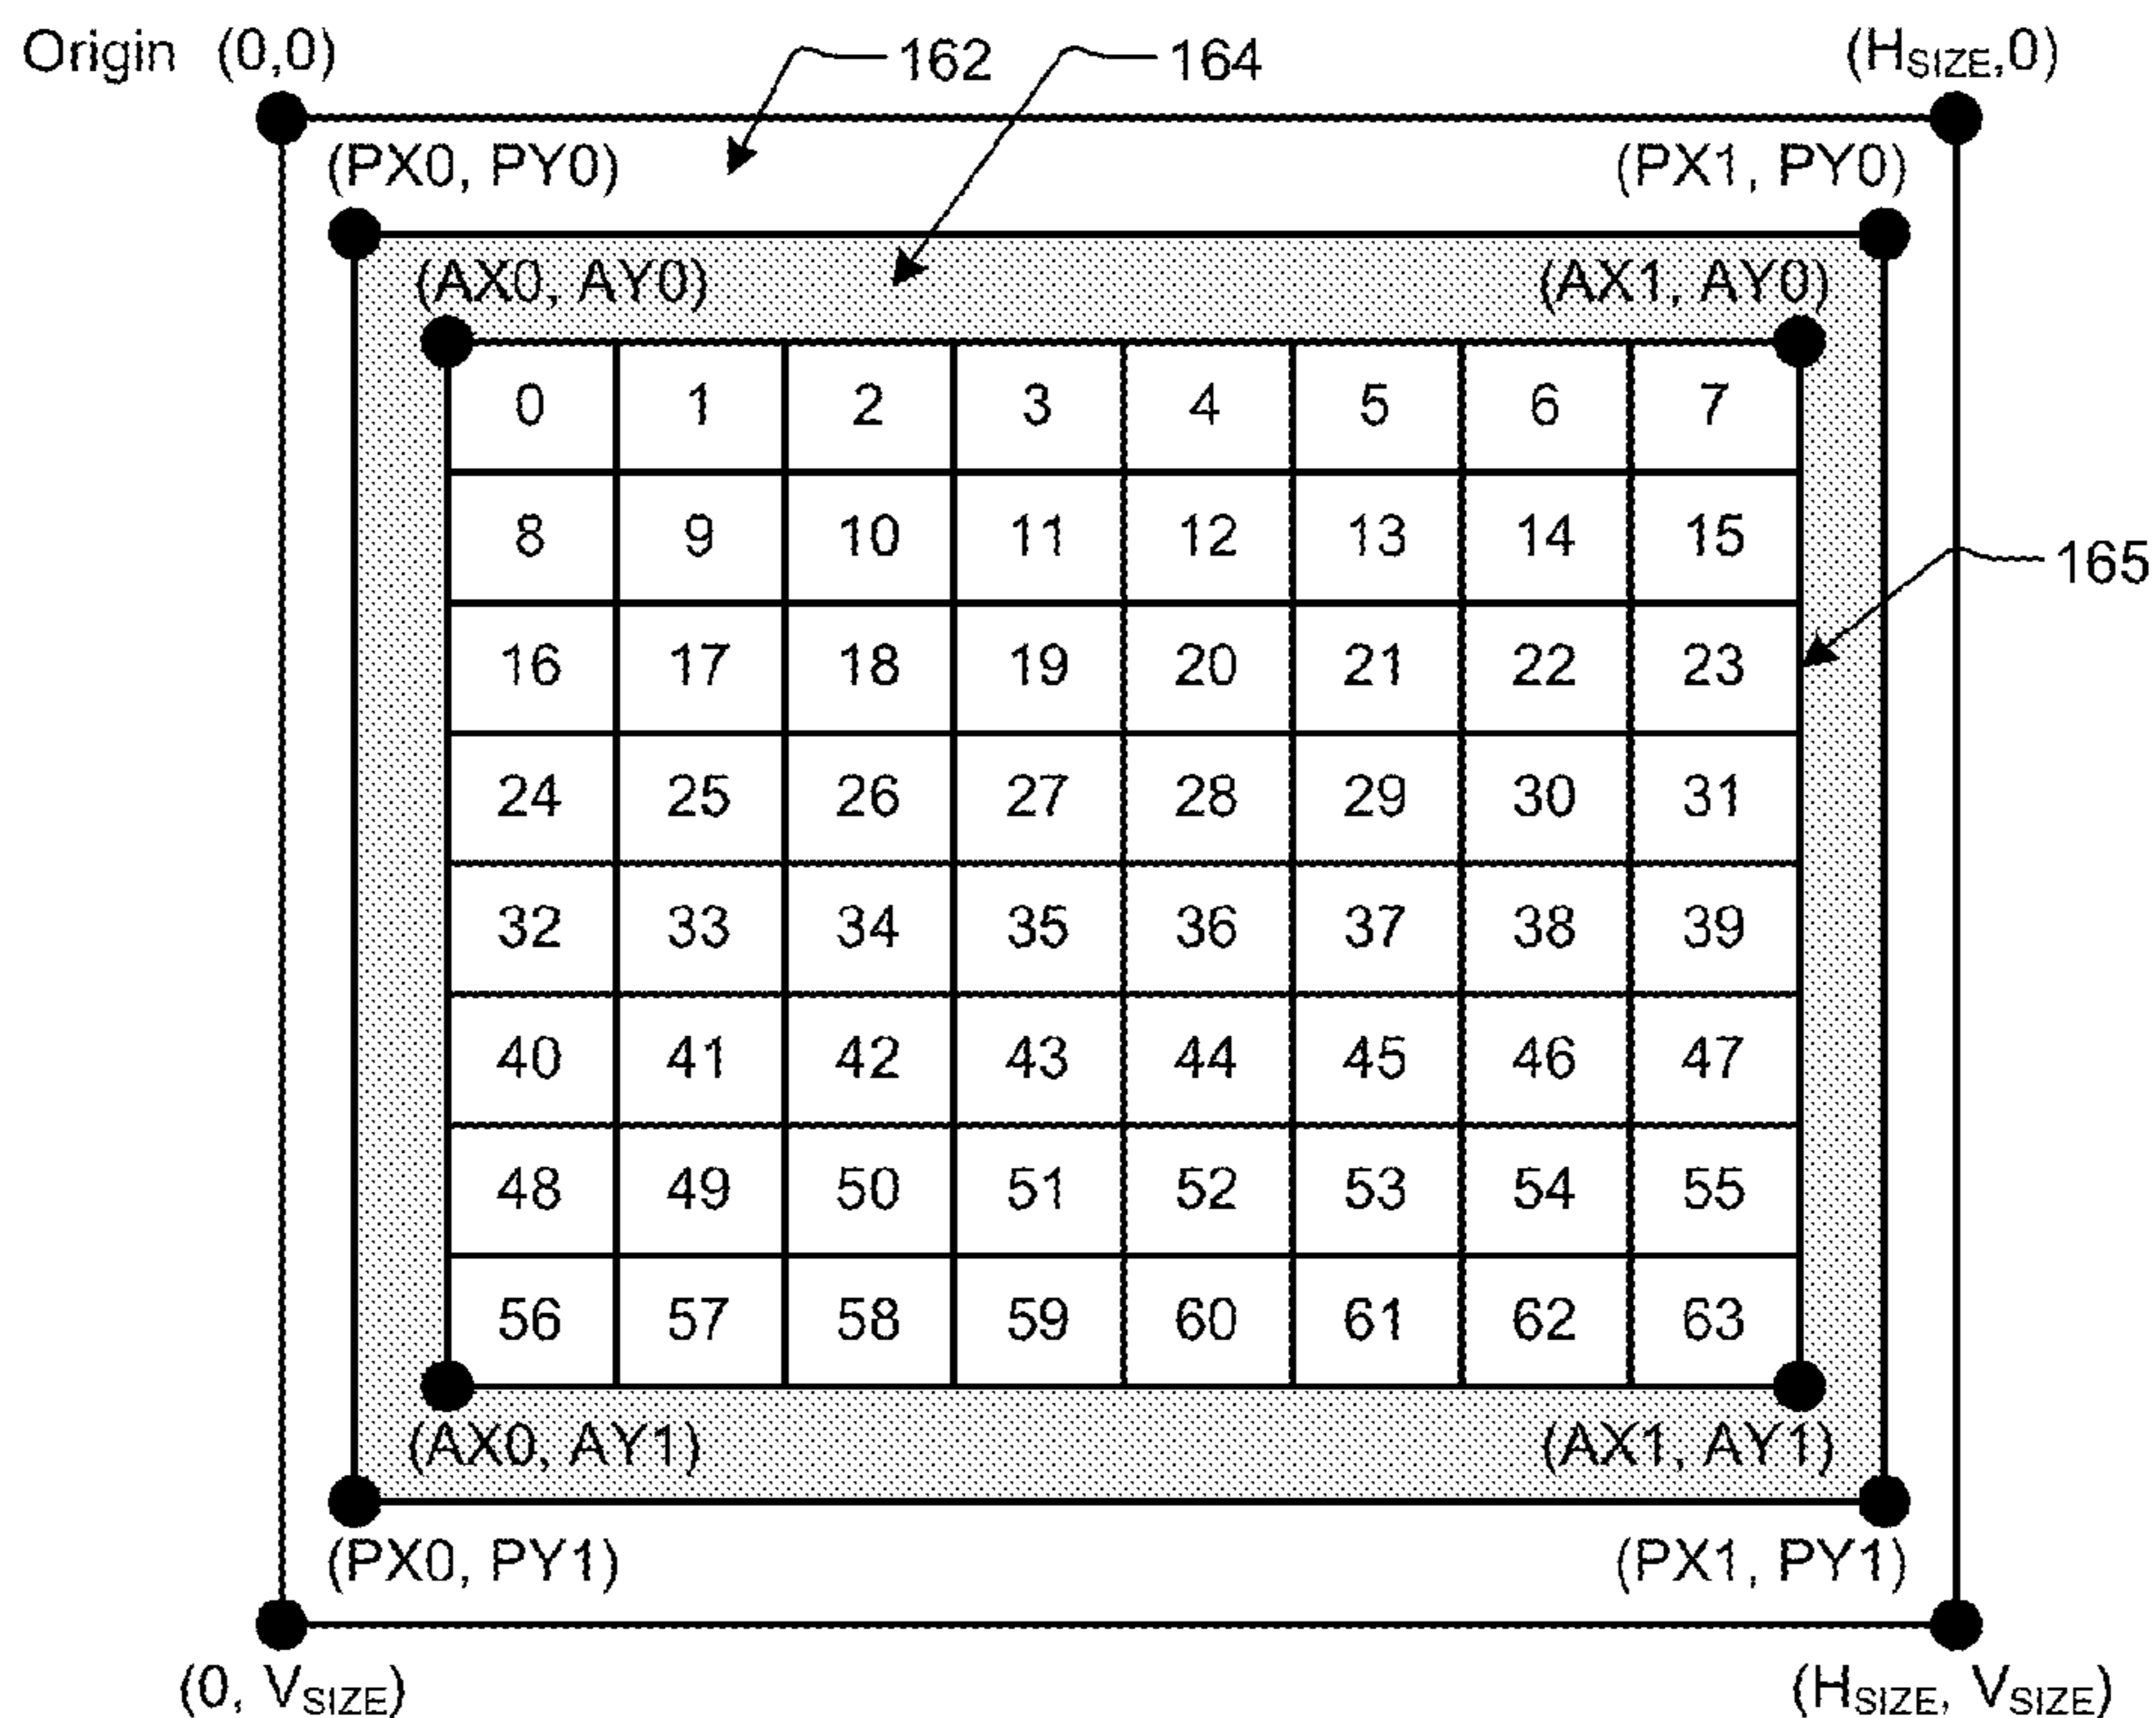 Origin (0,0) 162 164 (H_SIZE,0)
(PX0, PY0) (PX1, PY0)
(AX0, AY0) (AX1, AY0)
0 1 2 3 4 5 6 7
8 9 10 11 12 13 14 15
165
16 17 18 19 20 21 22 23
24 25 26 27 28 29 30 31
32 33 34 35 36 37 38 39
40 41 42 43 44 45 46 47
48 49 50 51 52 53 54 55
56 57 58 59 60 61 62 63
(AX0, AY1) (AX1, AY1)
(PX0, PY1) (PX1, PY1)
(0, V_SIZE) (H_SIZE, V_SIZE)